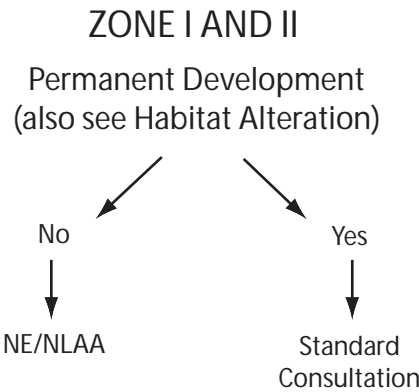 ZONE I AND II
Permanent Development
(also see Habitat Alteration)
No
Yes
NE/NLAA
Standard
Consultation